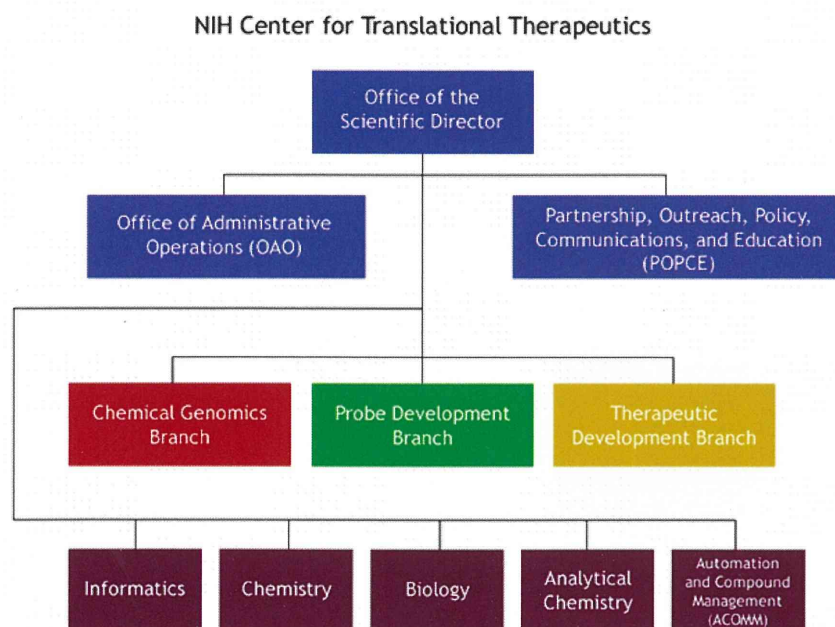 NIH Center for Translational Therapeutics
Office of the
Scientific Director
Office of Administrative
Operations (OAO)
Partnership, Outreach, Policy,
Communications, and Education
(POPCE)
Chemical Genomics
Branch
Probe Development
Branch
Therapeutic
Development Branch
Informatics
Chemistry
Biology
Analytical
Chemistry
Automation
and Compound
Management
(ACOMM)